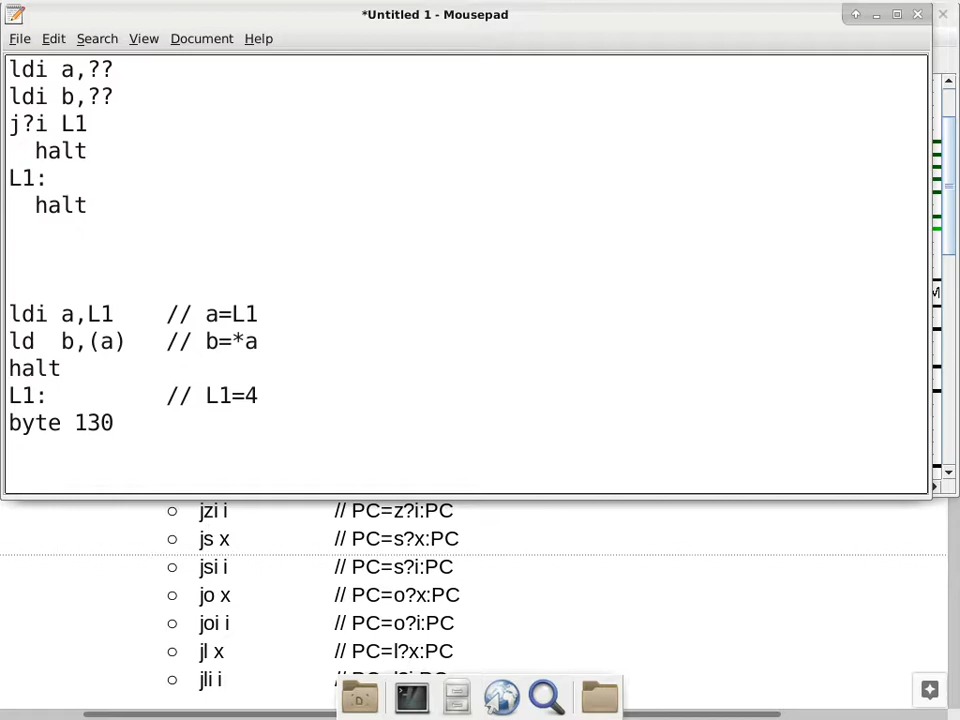 *Untitled 1 - Mousepad
File Edit Search View Document Help
ldi a,??
ldi b,??
j?i L1
  halt
L1:
  halt
ldi a,L1    // a=L1
ld  b,(a)   // b=*a
halt
L1:         // L1=4
byte 130
M
jzi i // PC=z?i:PC
js x // PC=s?x:PC
jsi i // PC=s?i:PC
jo x // PC=o?x:PC
joi i // PC=o?i:PC
jl x // PC=l?x:PC
jli i